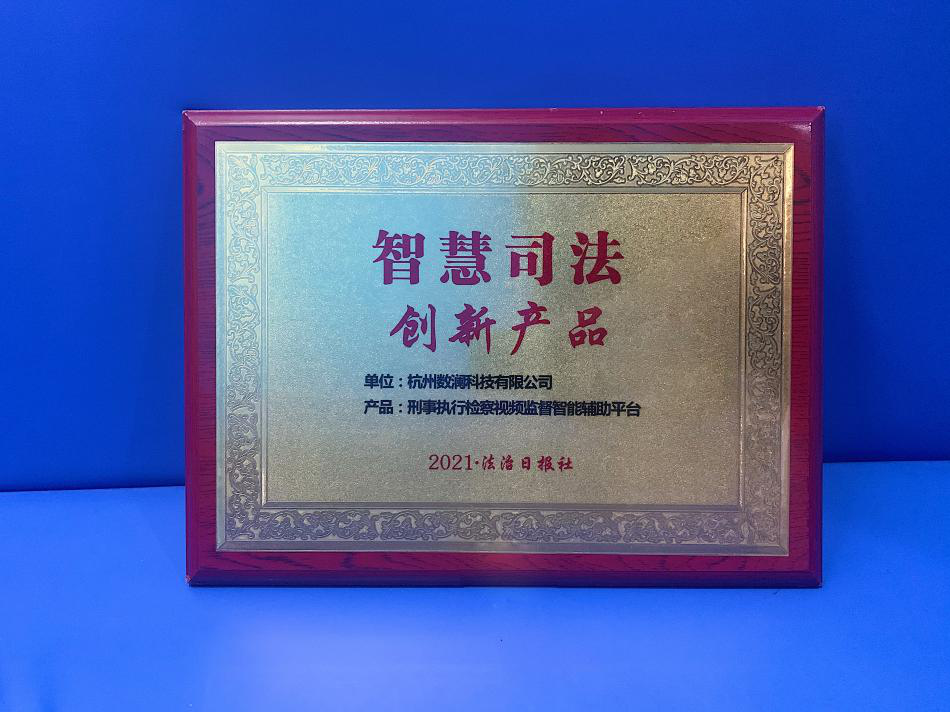 智慧司法
创新产品
单位：杭州数澜科技有限公司
产品：刑事执行检察视频监督智能辅助平台
2021·法治日报社